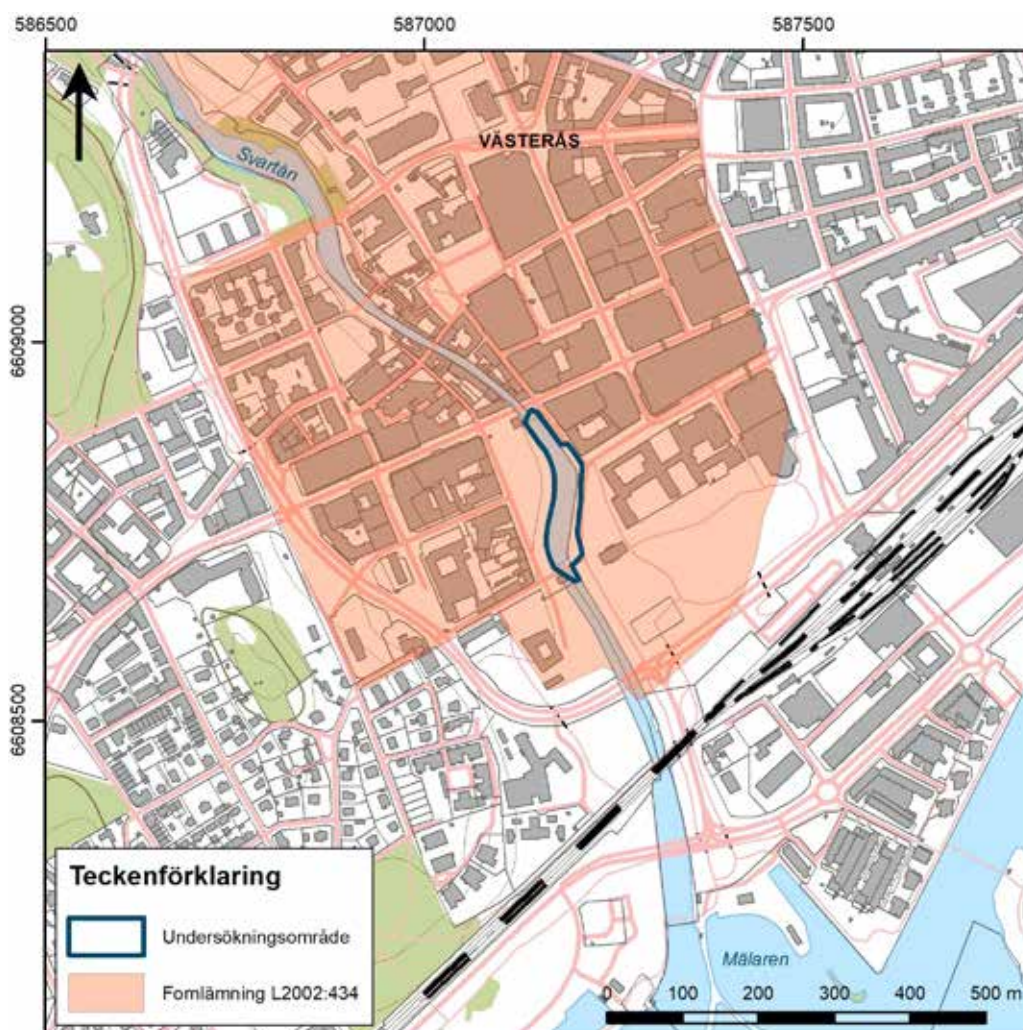 586500 587000 587500
VÄSTERÅS
Svartån
6609000
6608500
Teckenförklaring
Undersökningsområde
Fornlämning L2002:434
Mälaren
0 100 200 300 400 500 m